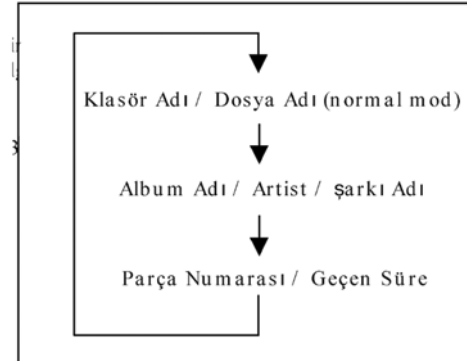 Klasör Adı / Dosya Adı (normal mod)
Album Adı / Artist / şarkı Adı
Parça Numarası / Geçen Süre